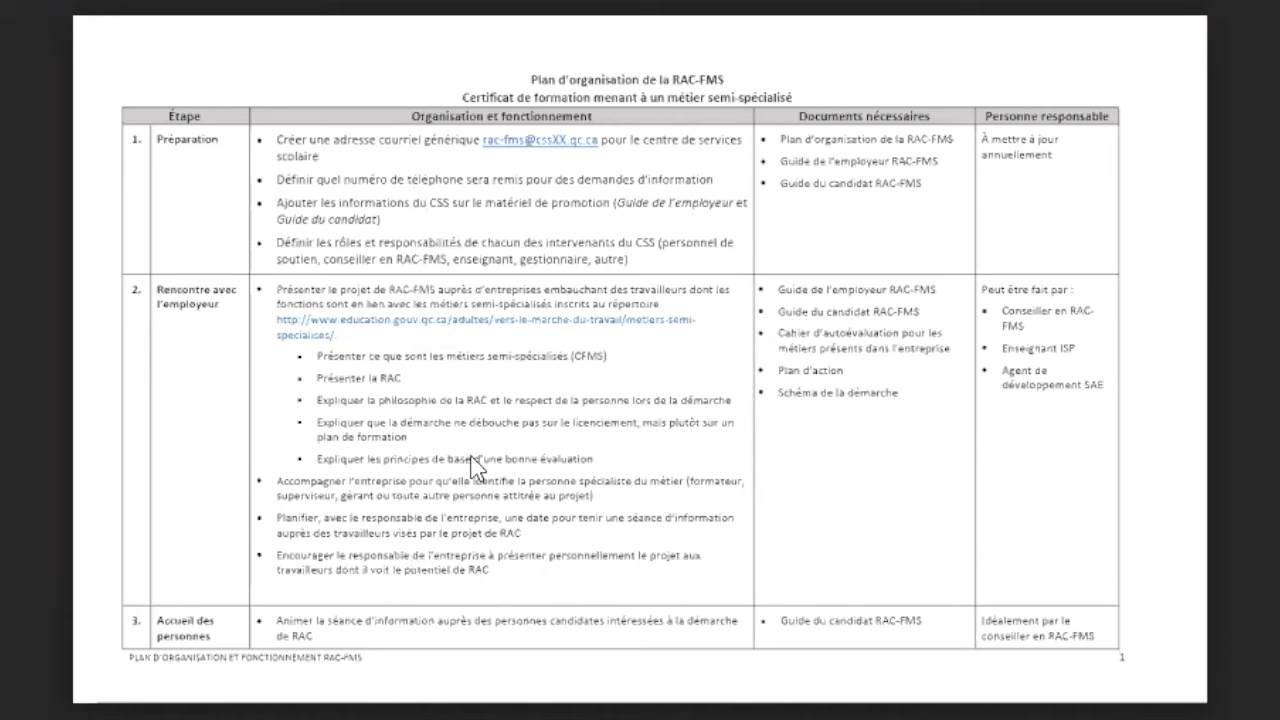 Plan d'organisation de la RAC-FMS
Certificat de formation menant à un métier semi-spécialisé
Étape
Organisation et fonctionnement
Documents nécessaires
Personne responsable
1. Préparation
• Créer une adresse courriel générique rac-fms@cssXX.qc.ca pour le centre de services
scolaire
• Définir quel numéro de téléphone sera remis pour des demandes d'information
• Ajouter les informations du CSS sur le matériel de promotion (Guide de l'employeur et
Guide du candidat)
• Définir les rôles et responsabilités de chacun des intervenants du CSS (personnel de
soutien, conseiller en RAC-FMS, enseignant, gestionnaire, autre)
• Plan d'organisation de la RAC-FMS
• Guide de l'employeur RAC-FMS
• Guide du candidat RAC-FMS
À mettre à jour
annuellement
2. Rencontre avec
l'employeur
• Présenter le projet de RAC-FMS auprès d'entreprises embauchant des travailleurs dont les
fonctions sont en lien avec les métiers semi-spécialisés inscrits au répertoire
http://www.education.gouv.qc.ca/adultes/vers-le-marche-du-travail/metiers-semi-
specialises/.
▪ Présenter ce que sont les métiers semi-spécialisés (CFMS)
▪ Présenter la RAC
▪ Expliquer la philosophie de la RAC et le respect de la personne lors de la démarche
▪ Expliquer que la démarche ne débouche pas sur le licenciement, mais plutôt sur un
plan de formation
▪ Expliquer les principes de base d'une bonne évaluation
• Accompagner l'entreprise pour qu'elle identifie la personne spécialiste du métier (formateur,
superviseur, gérant ou toute autre personne attitrée au projet)
• Planifier, avec le responsable de l'entreprise, une date pour tenir une séance d'information
auprès des travailleurs visés par le projet de RAC
• Encourager le responsable de l'entreprise à présenter personnellement le projet aux
travailleurs dont il voit le potentiel de RAC
• Guide de l'employeur RAC-FMS
• Guide du candidat RAC-FMS
• Cahier d'autoévaluation pour les
métiers présents dans l'entreprise
• Plan d'action
• Schéma de la démarche
Peut être fait par :
• Conseiller en RAC-
FMS
• Enseignant ISP
• Agent de
développement SAE
3. Accueil des
personnes
• Animer la séance d'information auprès des personnes candidates intéressées à la démarche
de RAC
• Guide du candidat RAC-FMS
Idéalement par le
conseiller en RAC-FMS
PLAN D'ORGANISATION ET FONCTIONNEMENT RAC-FMS
1